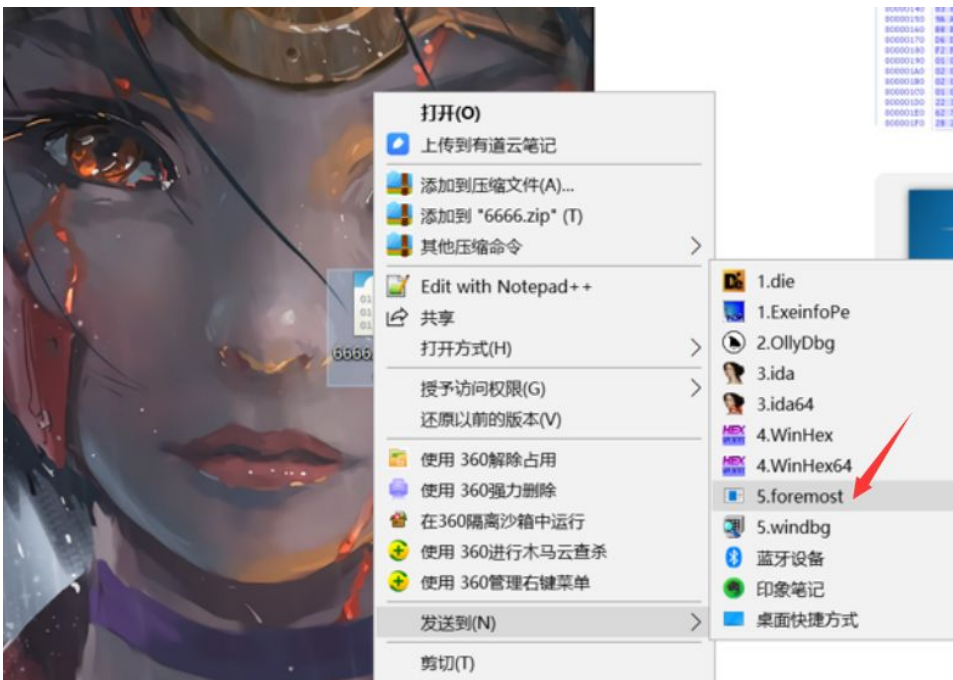 打开(O)
上传到有道云笔记
添加到压缩文件(A)...
添加到 "6666.zip" (T)
其他压缩命令
Edit with Notepad++
共享
打开方式(H)
授予访问权限(G)
还原以前的版本(V)
使用 360解除占用
使用 360强力删除
在360隔离沙箱中运行
使用 360进行木马云查杀
使用 360管理右键菜单
发送到(N)
剪切(T)
1.die
1.ExeinfoPe
2.OllyDbg
3.ida
3.ida64
4.WinHex
4.WinHex64
5.foremost
5.windbg
蓝牙设备
印象笔记
桌面快捷方式